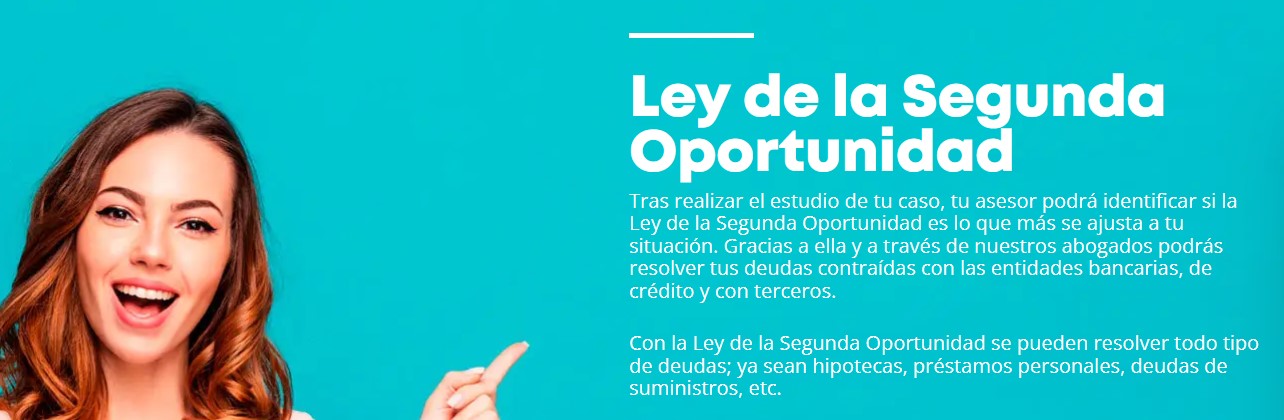 Ley de la Segunda
Oportunidad
Tras realizar el estudio de tu caso, tu asesor podrá identificar si la
Ley de la Segunda Oportunidad es lo que más se ajusta a tu
situación. Gracias a ella y a través de nuestros abogados podrás
resolver tus deudas contraídas con las entidades bancarias, de
crédito y con terceros.
Con la Ley de la Segunda Oportunidad se pueden resolver todo tipo
de deudas; ya sean hipotecas, préstamos personales, deudas de
suministros, etc.